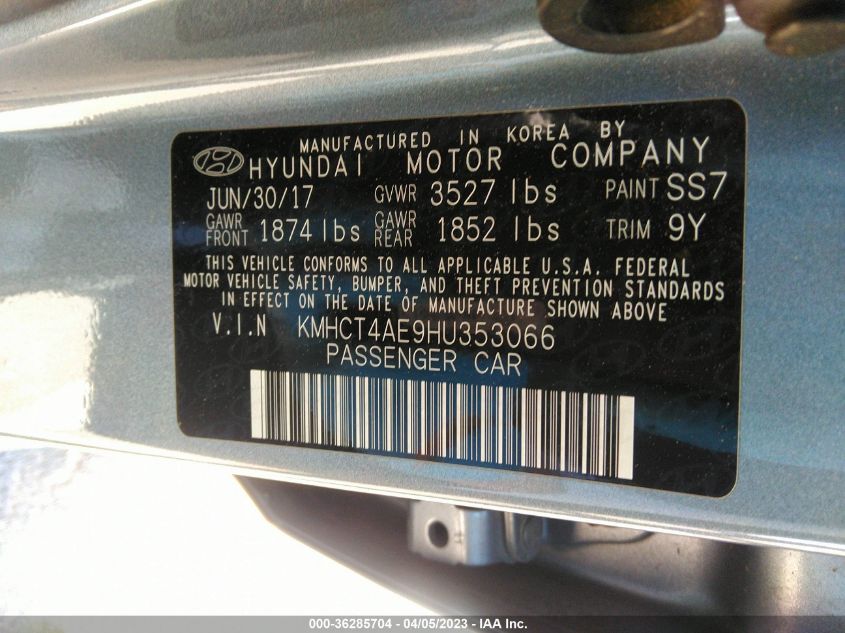 MANUFACTURED IN KOREA BY
HYUNDAI MOTOR COMPANY
JUN/30/17 GVWR 3527 lbs PAINT SS7
GAWR FRONT 1874 lbs GAWR REAR 1852 lbs TRIM 9Y
THIS VEHICLE CONFORMS TO ALL APPLICABLE U.S.A. FEDERAL
MOTOR VEHICLE SAFETY, BUMPER, AND THEFT PREVENTION STANDARDS
IN EFFECT ON THE DATE OF MANUFACTURE SHOWN ABOVE
V.I.N KMHCT4AE9HU353066
PASSENGER CAR
000-36285704 - 04/05/2023 - IAA Inc.